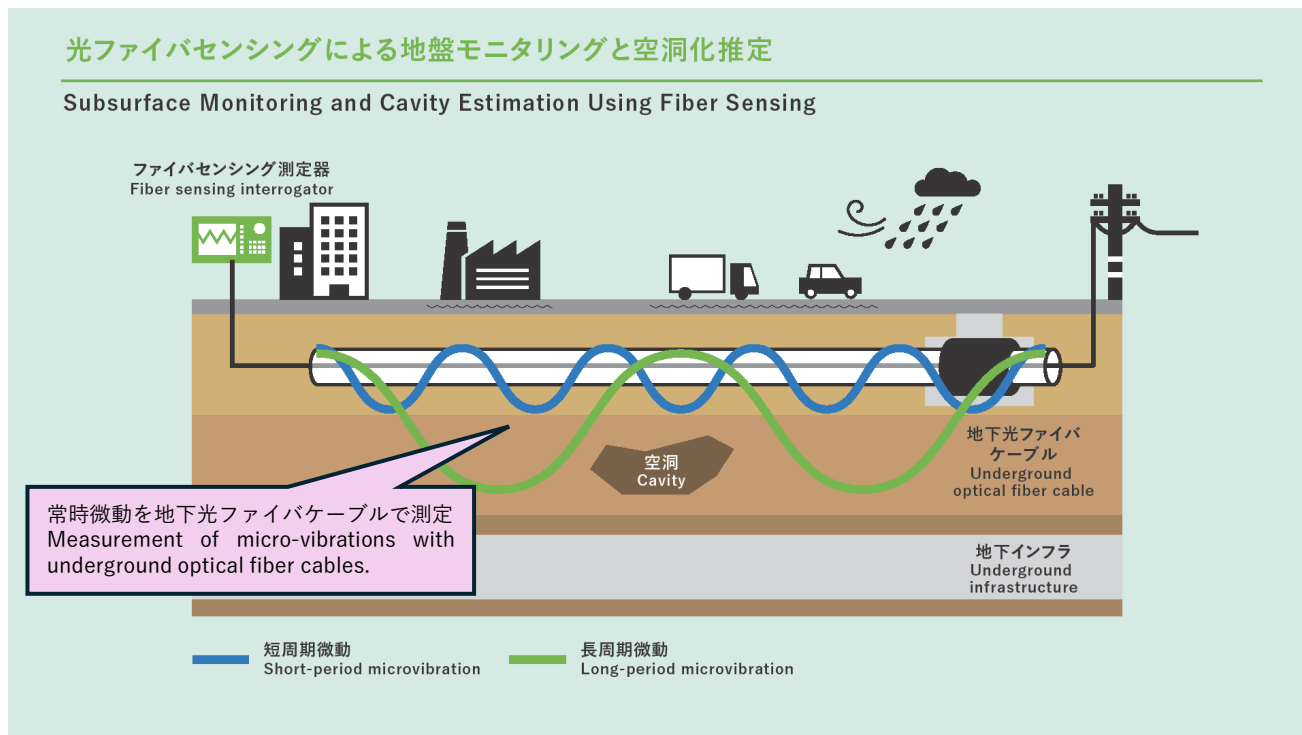 光ファイバセンシングによる地盤モニタリングと空洞化推定
Subsurface Monitoring and Cavity Estimation Using Fiber Sensing
ファイバセンシング測定器
Fiber sensing interrogator
空洞
Cavity
地下光ファイバ
ケーブル
Underground
optical fiber cable
常時微動を地下光ファイバケーブルで測定
Measurement of micro-vibrations with
underground optical fiber cables.
地下インフラ
Underground
infrastructure
短周期微動
Short-period microvibration
長周期微動
Long-period microvibration